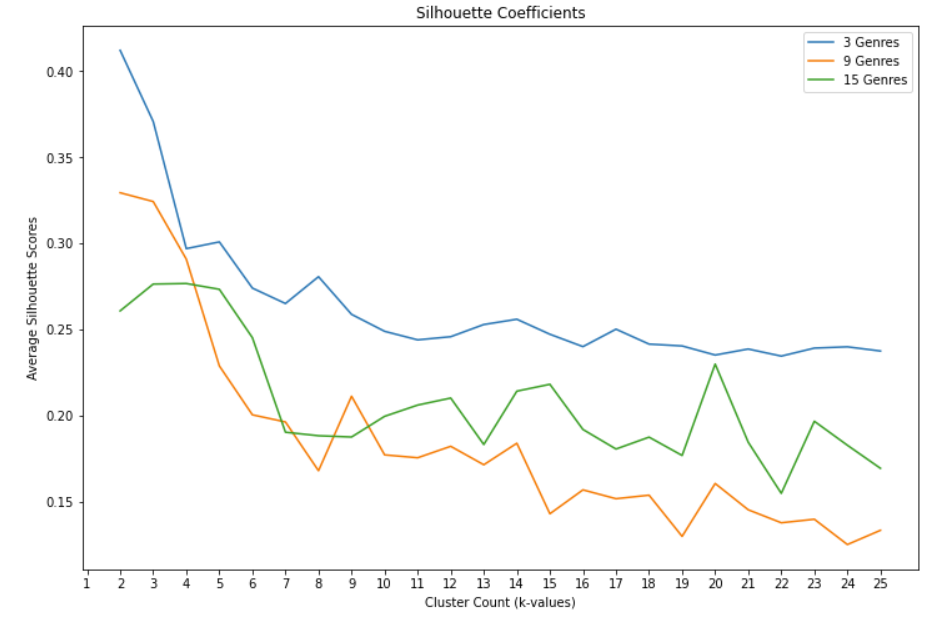 Silhouette Coefficients
3 Genres
9 Genres
15 Genres
Average Silhouette Scores
0.40
0.35
0.30
0.25
0.20
0.15
1 2 3 4 5 6 7 8 9 10 11 12 13 14 15 16 17 18 19 20 21 22 23 24 25
Cluster Count (k-values)